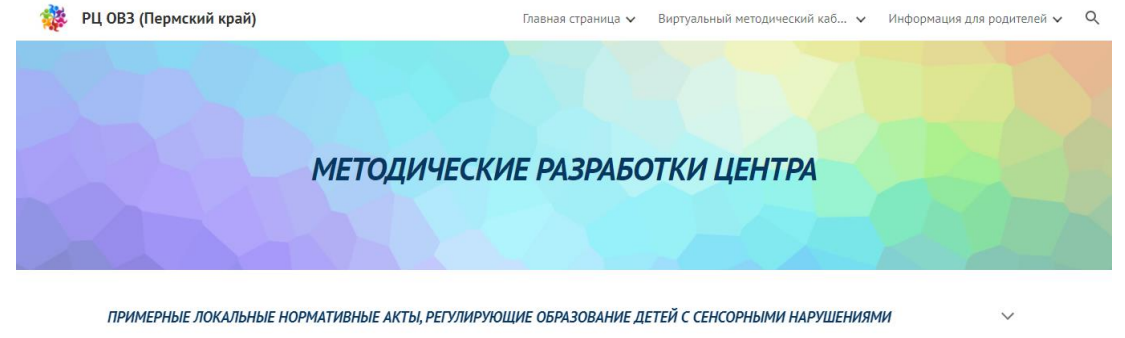 РЦ ОВЗ (Пермский край)
Главная страница Виртуальный методический каб... Информация для родителей
МЕТОДИЧЕСКИЕ РАЗРАБОТКИ ЦЕНТРА
ПРИМЕРНЫЕ ЛОКАЛЬНЫЕ НОРМАТИВНЫЕ АКТЫ, РЕГУЛИРУЮЩИЕ ОБРАЗОВАНИЕ ДЕТЕЙ С СЕНСОРНЫМИ НАРУШЕНИЯМИ